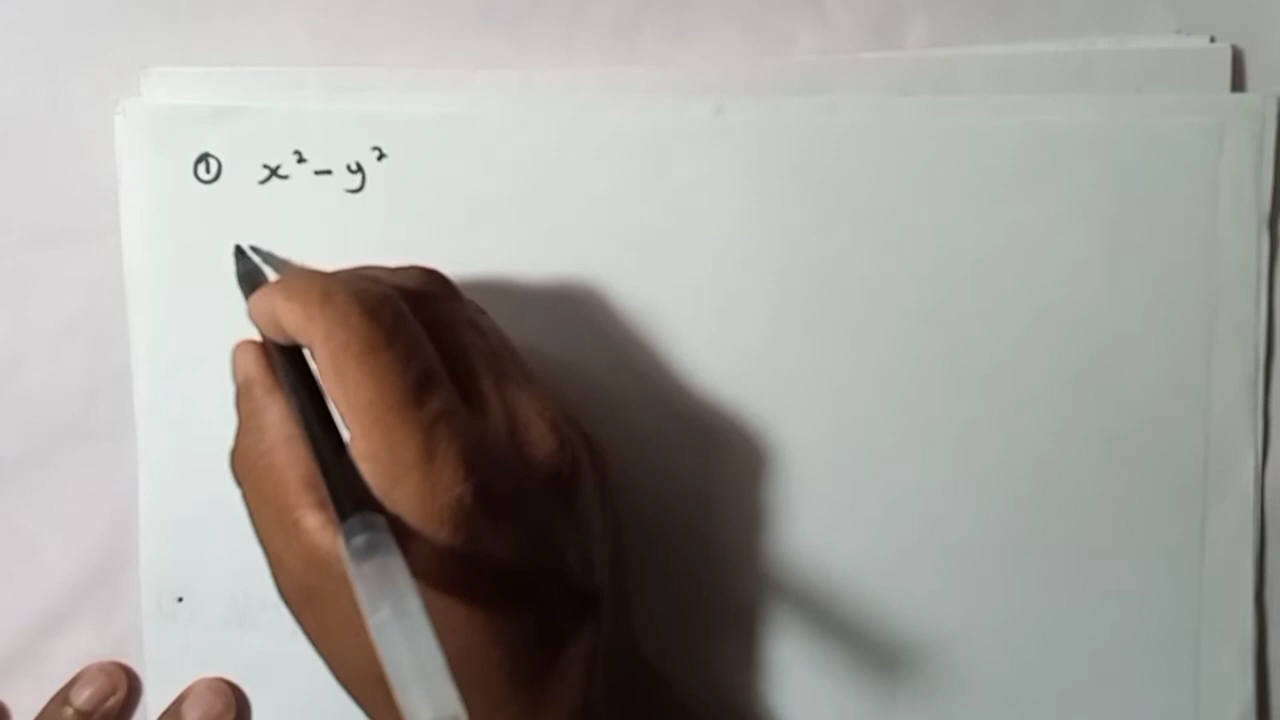 ① x² - y²